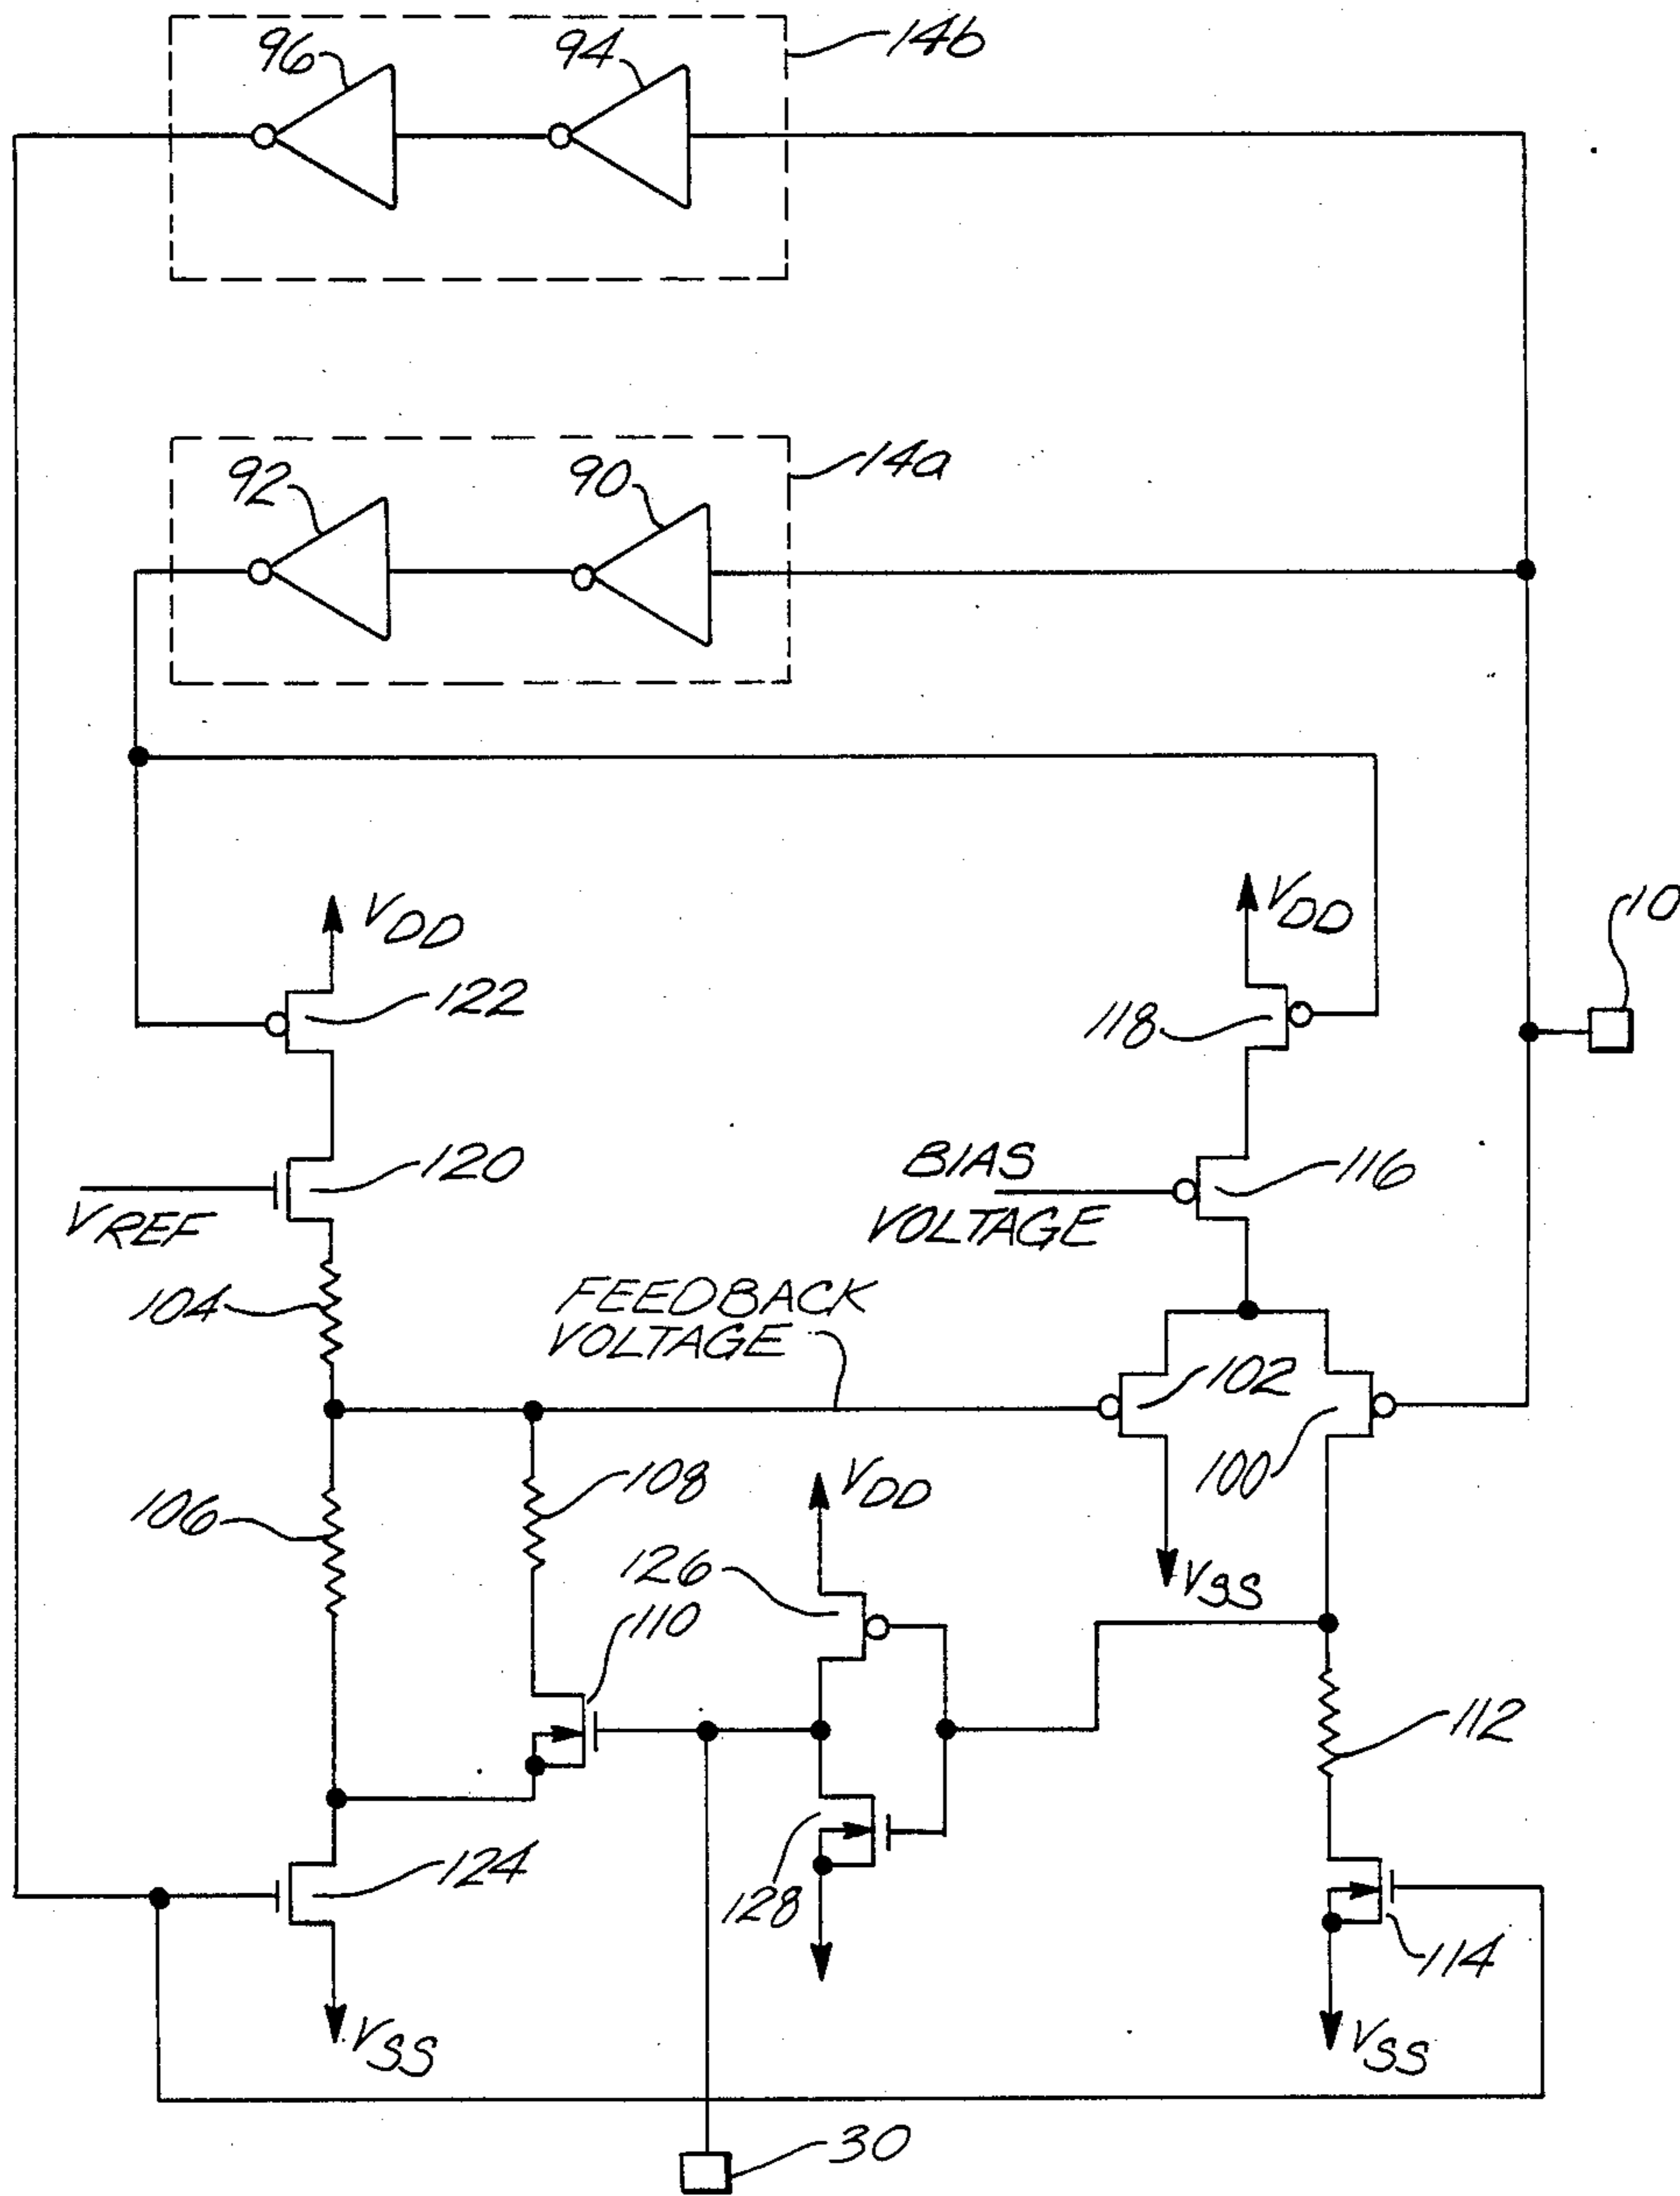 96
94
14b
92
90
14a
VDD
VDD
10
122
118
120
BIAS
VOLTAGE
116
VREF
104
FEEDBACK
VOLTAGE
102
100
106
108
VDD
126
VSS
110
112
124
128
114
VSS
VSS
30